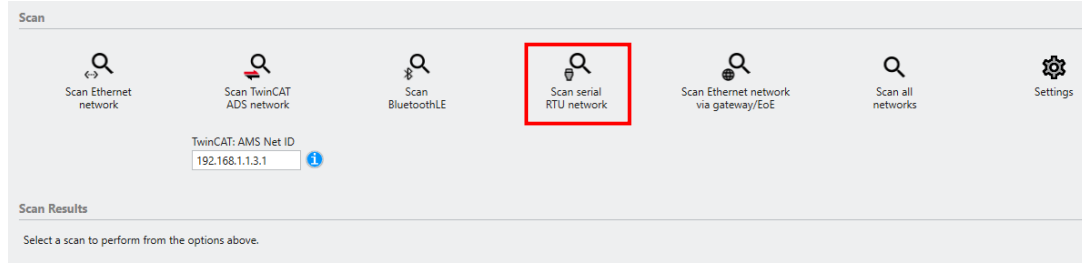 Scan
Scan Ethernet
network
Scan TwinCAT
ADS network
Scan
BluetoothLE
Scan serial
RTU network
Scan Ethernet network
via gateway/EoE
Scan all
networks
Settings
TwinCAT: AMS Net ID
192.168.1.1.3.1
Scan Results
Select a scan to perform from the options above.